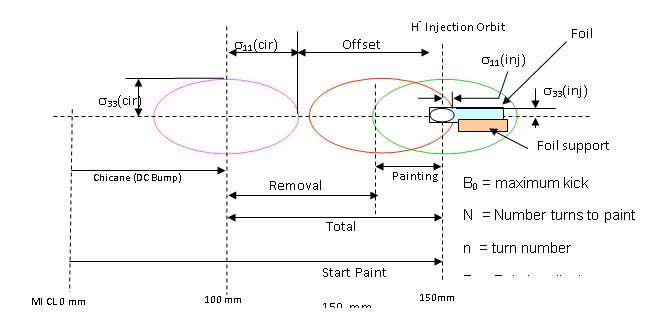 H⁻ Injection Orbit
σ₁₁(cir)
Offset
Foil
σ₁₁(inj)
σ₃₃(cir)
σ₃₃(inj)
Foil support
Chicane (DC Bump)
Painting
Removal
B₀ = maximum kick
N = Number turns to paint
Total
n = turn number
Start Paint
MI CL 0 mm
100 mm
150mm
150 mm